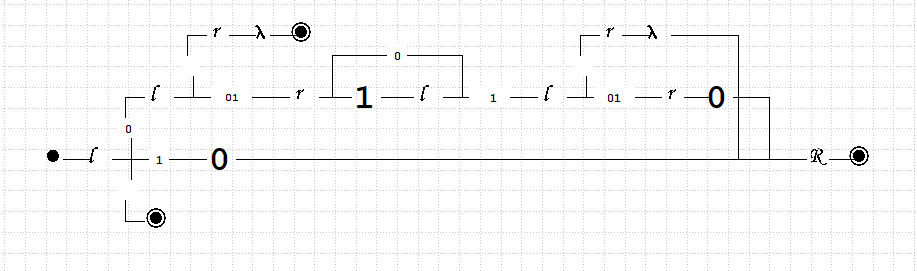 r λ r λ
0
l 01 r 1 l 1 l 01 r 0
0
l 1 0 R